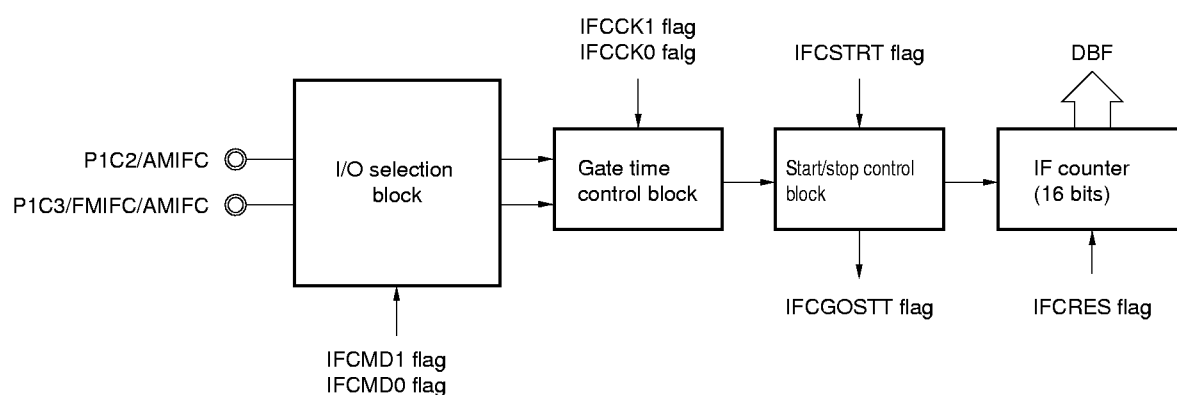 IFCCK1 flag
IFCCK0 falg
IFCSTRT flag
DBF
P1C2/AMIFC
P1C3/FMIFC/AMIFC
I/O selection
block
Gate time
control block
Start/stop control
block
IF counter
(16 bits)
IFCGOSTT flag
IFCRES flag
IFCMD1 flag
IFCMD0 flag